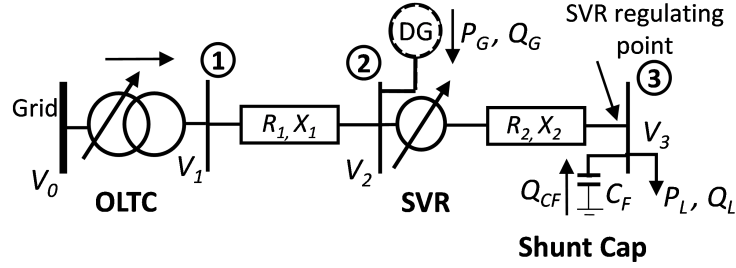 DG
P_G, Q_G
SVR regulating
point
1
2
3
Grid
R_1, X_1
R_2, X_2
V_0
V_1
V_2
V_3
OLTC
SVR
Q_CF
C_F
P_L, Q_L
Shunt Cap